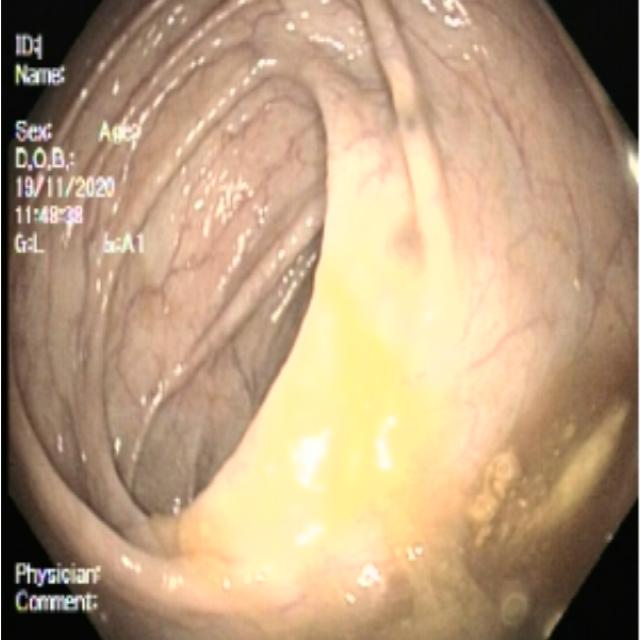 ID:
Name:
Sex: Age:
D.O.B.:
19/11/2020
11:48:38
G:L A1
Physician:
Comment: